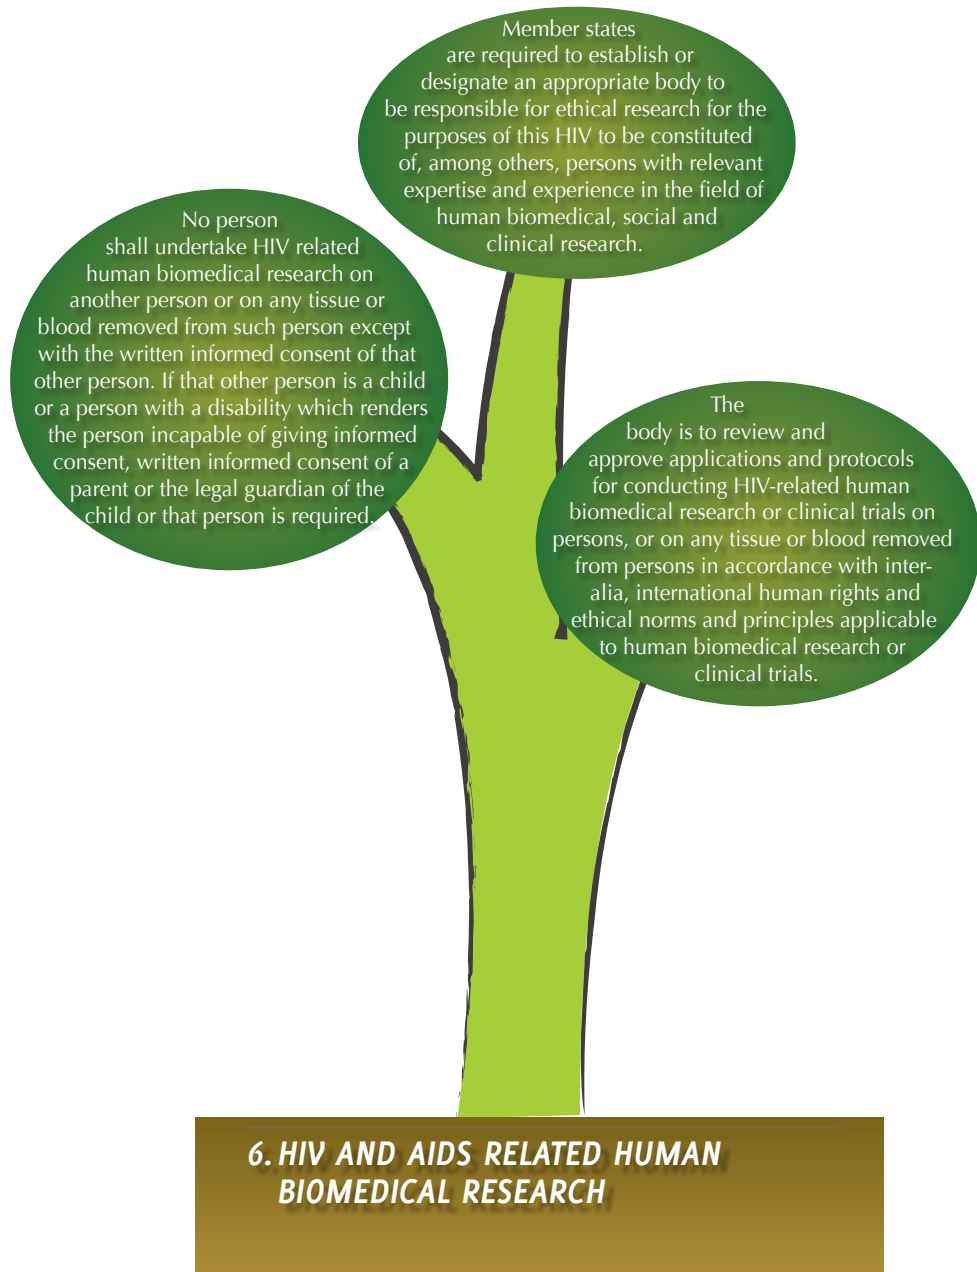 Member states
are required to establish or
designate an appropriate body to
be responsible for ethical research for the
purposes of this HIV to be constituted
of, among others, persons with relevant
expertise and experience in the field of
human biomedical, social and
clinical research.
No person
shall undertake HIV related
human biomedical research on
another person or on any tissue or
blood removed from such person except
with the written informed consent of that
other person. If that other person is a child
or a person with a disability which renders
the person incapable of giving informed
consent, written informed consent of a
parent or the legal guardian of the
child or that person is required.
The
body is to review and
approve applications and protocols
for conducting HIV-related human
biomedical research or clinical trials on
persons, or on any tissue or blood removed
from persons in accordance with inter-
alia, international human rights and
ethical norms and principles applicable
to human biomedical research or
clinical trials.
6. HIV AND AIDS RELATED HUMAN
BIOMEDICAL RESEARCH